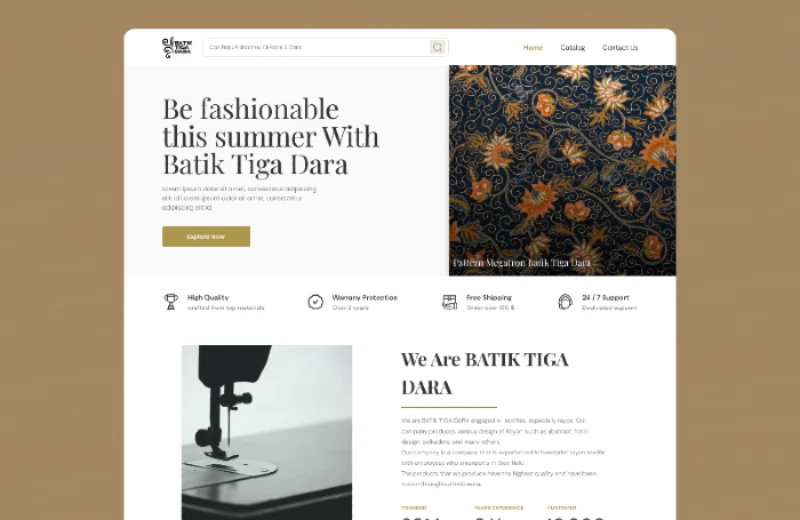 BATIK
TIGA
DARA
Cari Baju Pilihanmu Di Batik 3 Dara
Home
Catalog
Contact Us
Be fashionable
this summer With
Batik Tiga Dara
Lorem ipsum dolor sit amet, consectetur adipiscing
elit id Lorem ipsum dolor sit amet, consectetur
adipiscing elit id
Explore Now
Pattern Megatron Batik Tiga Dara
High Quality
crafted from top materials
Warrany Protection
Over 2 years
Free Shipping
Order over 150 $
24 / 7 Support
Dedicated support
We Are BATIK TIGA
DARA
We are BATIK TIGA DARA engaged in textiles, especially rayon. Our
company produces various design of Rayon such as abstract, floral
design, polkadots and many others.
Our company is a company that is experienced in handprint rayon textile
with employees who are experts in their field.
The products that we produce have the highest quality and have been
known throughout Indonesia.
FOUNDED
YEARS EXPERIENCE